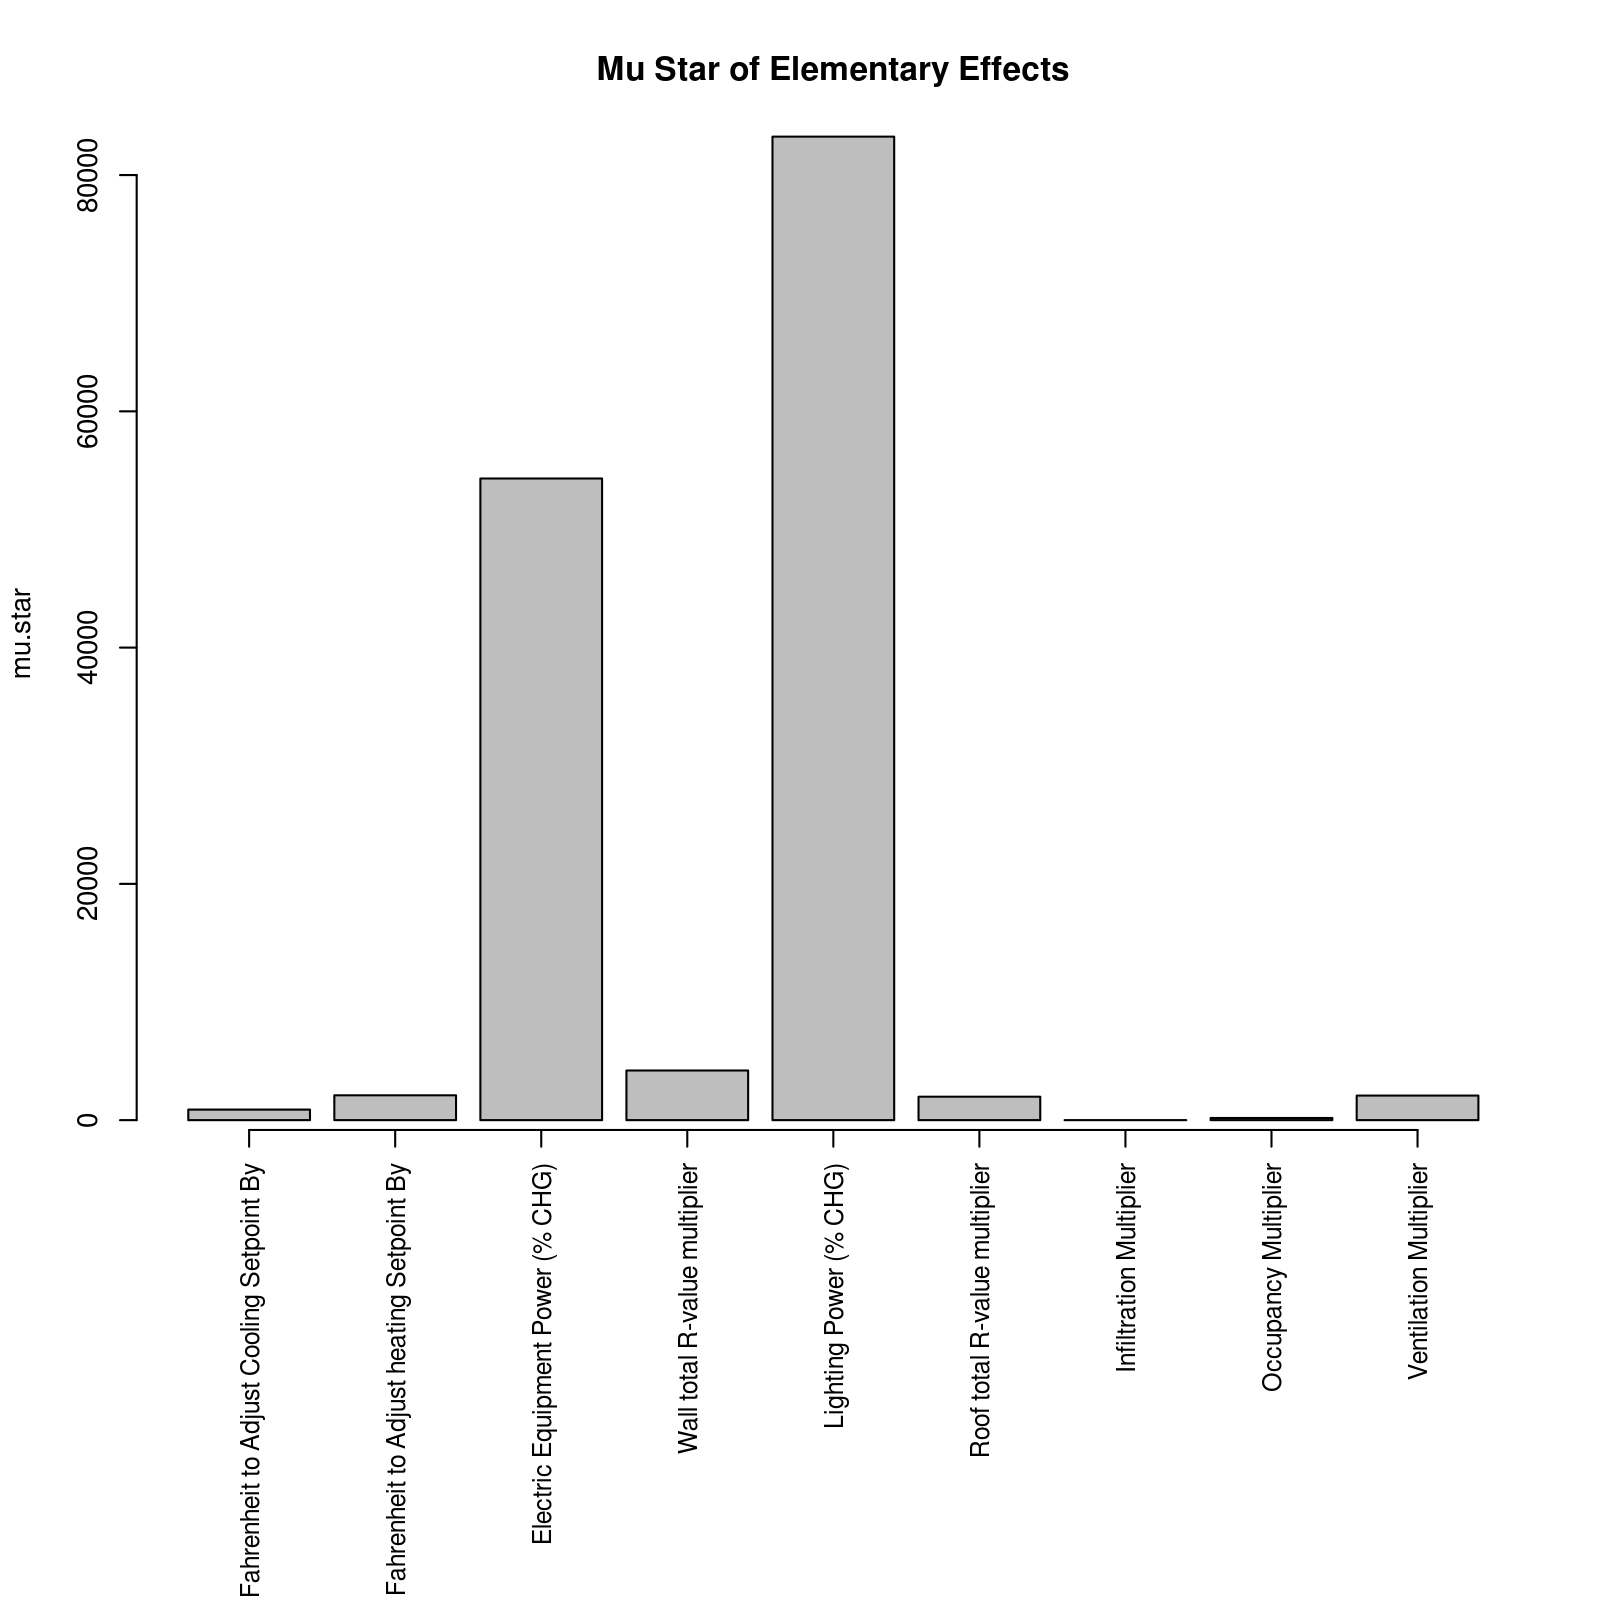 Mu Star of Elementary Effects
mu.star
80000
60000
40000
20000
0
Fahrenheit to Adjust Cooling Setpoint By
Fahrenheit to Adjust heating Setpoint By
Electric Equipment Power (% CHG)
Wall total R-value multiplier
Lighting Power (% CHG)
Roof total R-value multiplier
Infiltration Multiplier
Occupancy Multiplier
Ventilation Multiplier